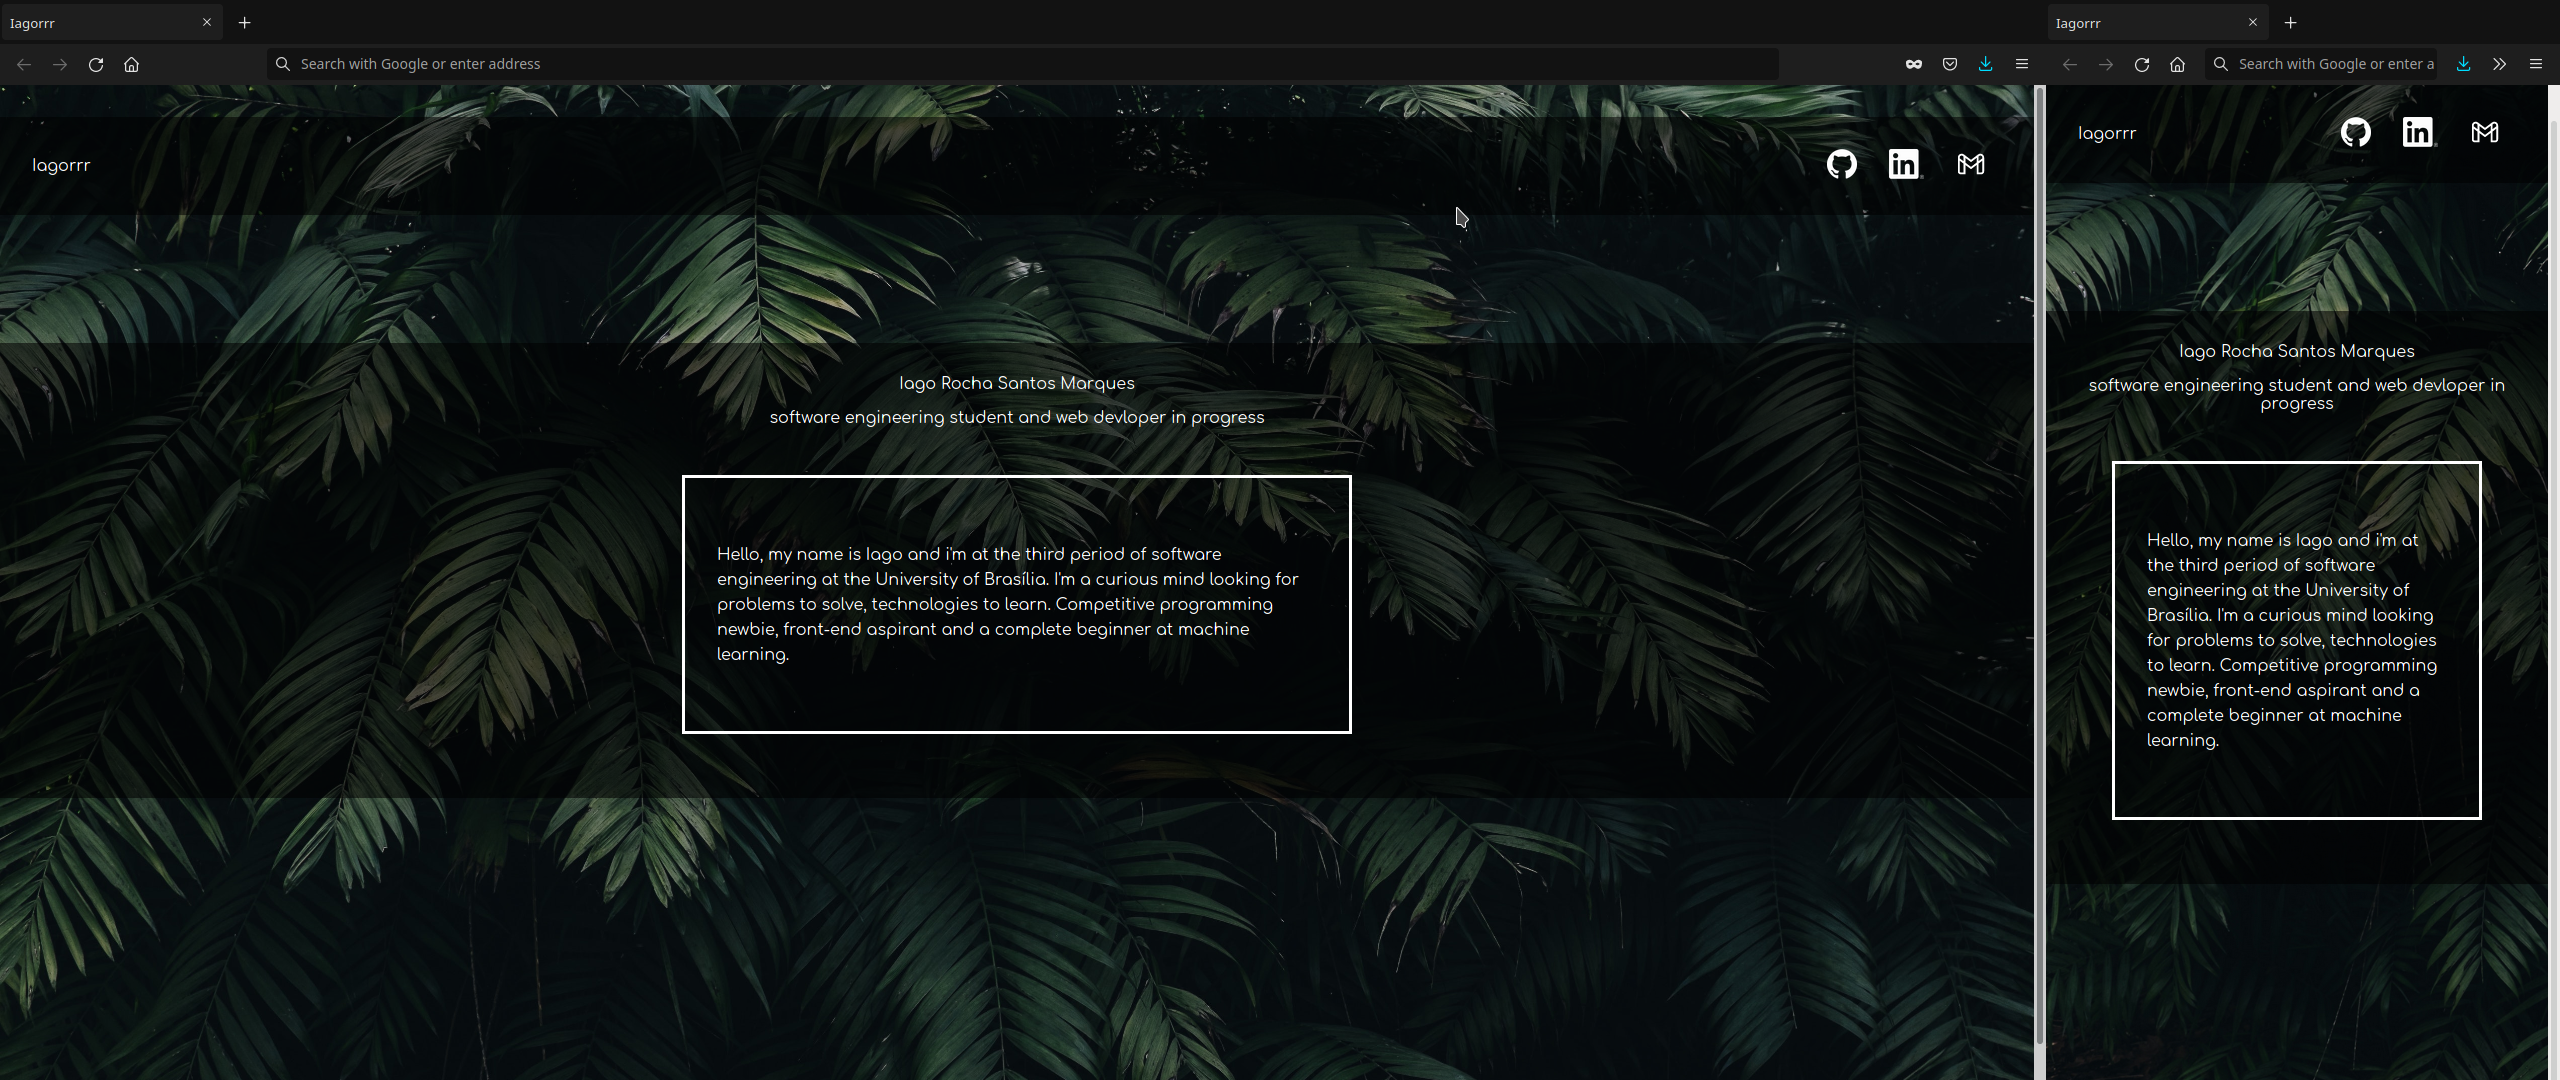 Iagorrr
Search with Google or enter address
Iagorrr
in
Iago Rocha Santos Marques
software engineering student and web devloper in progress
Hello, my name is Iago and i'm at the third period of software
engineering at the University of Brasília. I'm a curious mind looking for
problems to solve, technologies to learn. Competitive programming
newbie, front-end aspirant and a complete beginner at machine
learning.
Iagorrr
Search with Google or enter a
Iagorrr
in
Iago Rocha Santos Marques
software engineering student and web devloper in
progress
Hello, my name is Iago and i'm at
the third period of software
engineering at the University of
Brasília. I'm a curious mind looking
for problems to solve, technologies
to learn. Competitive programming
newbie, front-end aspirant and a
complete beginner at machine
learning.